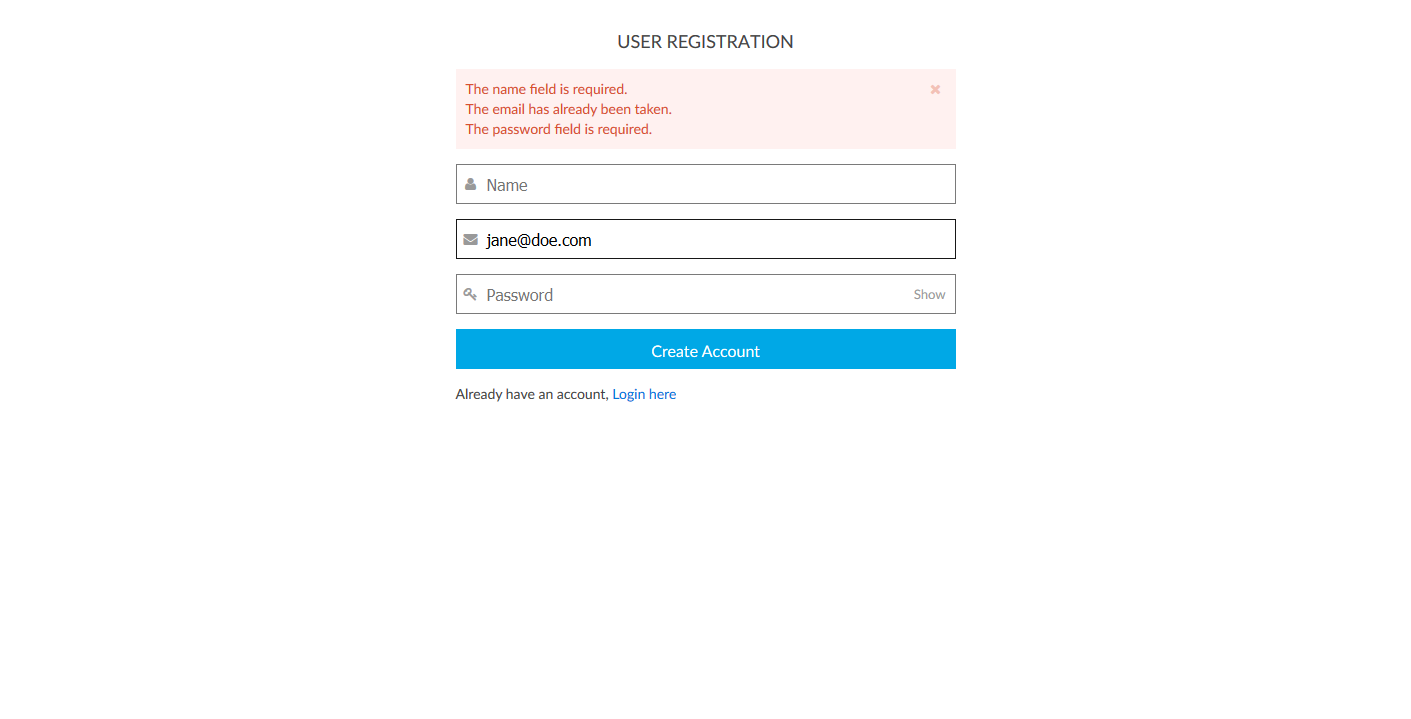 USER REGISTRATION
The name field is required.
The email has already been taken.
The password field is required.
Name
jane@doe.com
Password Show
Create Account
Already have an account, Login here